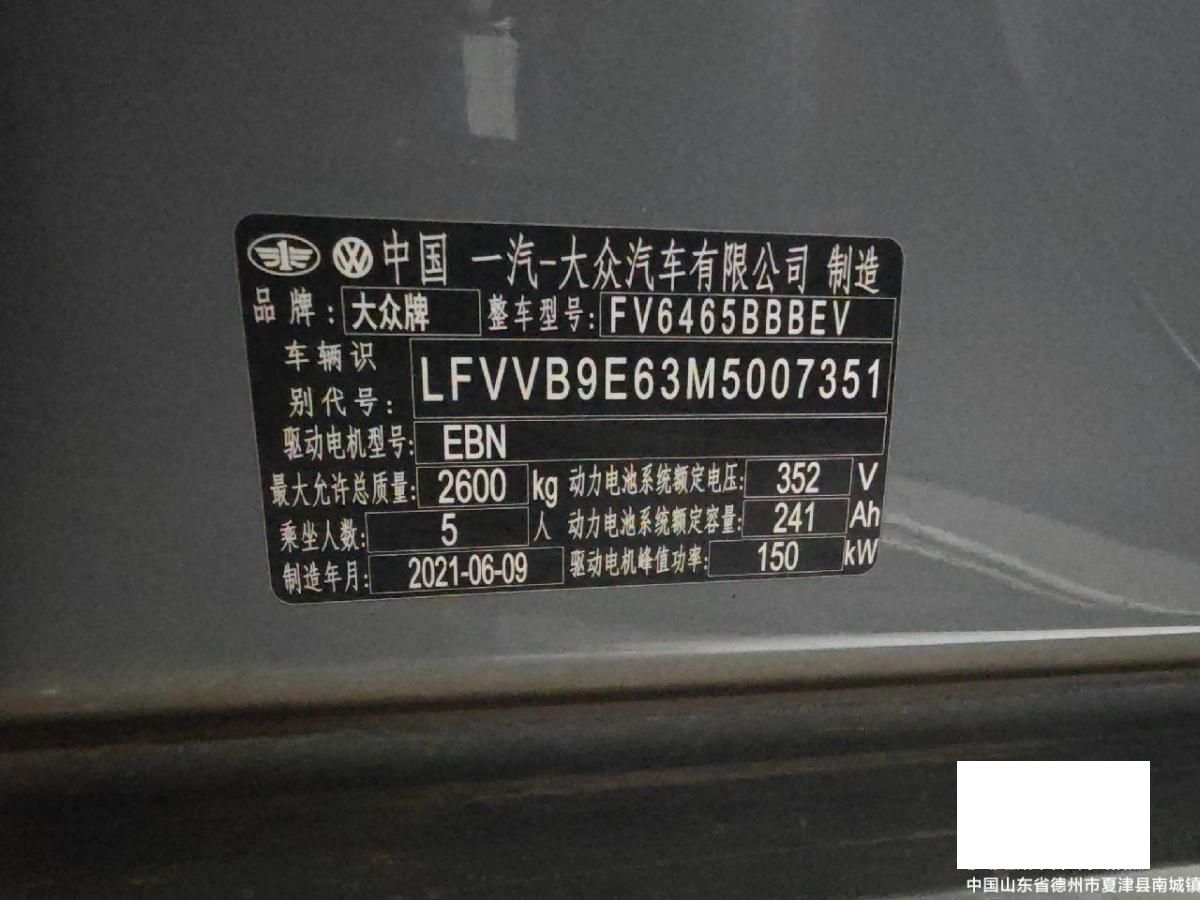 中国 一汽-大众汽车有限公司 制造
品牌: 大众牌 整车型号: FV6465BBBEV
车辆识
别代号: LFVVB9E63M5007351
驱动电机型号: EBN
最大允许总质量: 2600 kg 动力电池系统额定电压: 352 V
乘坐人数: 5 人 动力电池系统额定容量: 241 Ah
制造年月: 2021-06-09 驱动电机峰值功率: 150 kW
中国山东省德州市夏津县南城镇